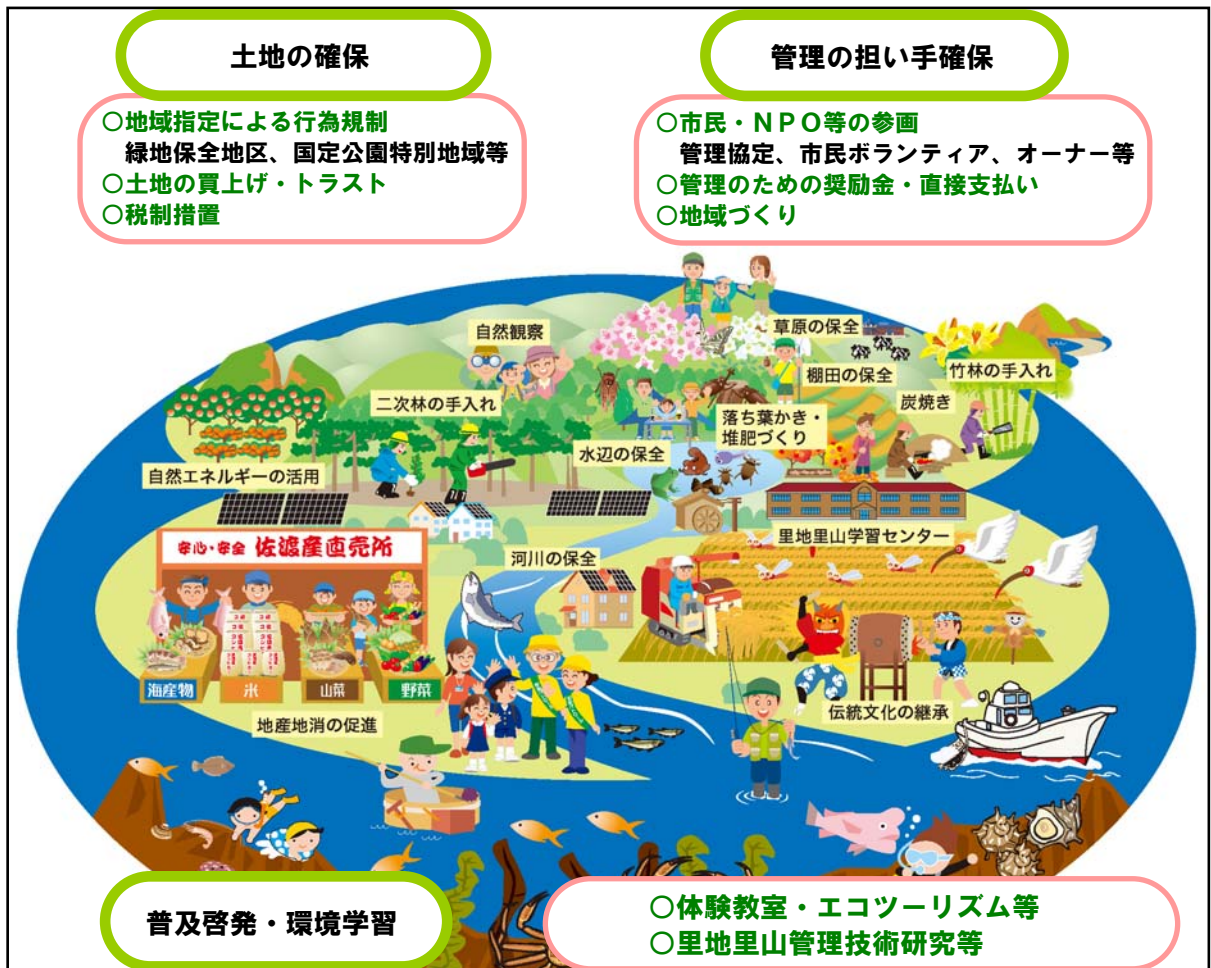 土地の確保
○地域指定による行為規制
緑地保全地区、国定公園特別地域等
○土地の買上げ・トラスト
○税制措置
管理の担い手確保
○市民・ＮＰＯ等の参画
管理協定、市民ボランティア、オーナー等
○管理のための奨励金・直接支払い
○地域づくり
自然観察
草原の保全
棚田の保全
竹林の手入れ
二次林の手入れ
落ち葉かき・
堆肥づくり
炭焼き
水辺の保全
自然エネルギーの活用
里地里山学習センター
安心・安全 佐渡産直売所
河川の保全
海産物
米
山菜
野菜
地産地消の促進
伝統文化の継承
普及啓発・環境学習
○体験教室・エコツーリズム等
○里地里山管理技術研究等